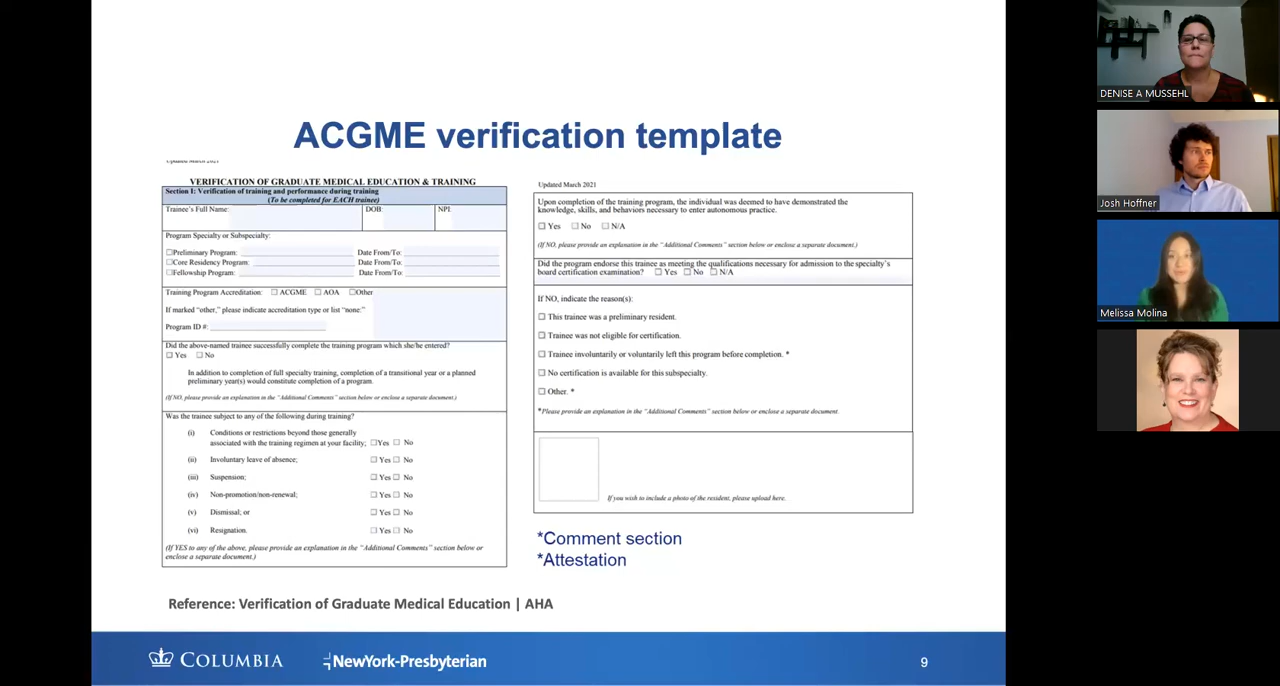 ACGME verification template
Updated March 2021
VERIFICATION OF GRADUATE MEDICAL EDUCATION & TRAINING
Section I: Verification of training and performance during training
(To be completed for EACH trainee)
Trainee's Full Name: DOB: NPI:
Program Specialty or Subspecialty:
☐Preliminary Program: Date From/To:
☐Core Residency Program: Date From/To:
☐Fellowship Program: Date From/To:
Training Program Accreditation: ☐ ACGME ☐ AOA ☐Other
If marked “other,” please indicate accreditation type or list “none.”
Program ID #:
Did the above-named trainee successfully complete the training program which she/he entered?
☐ Yes ☐ No
In addition to completion of full specialty training, completion of a transitional year or a planned
preliminary year(s) would constitute completion of a program.
(If NO, please provide an explanation in the “Additional Comments” section below or enclose a separate document.)
Was the trainee subject to any of the following during training?
(i) Conditions or restrictions beyond those generally
associated with the training regimen at your facility; ☐Yes ☐ No
(ii) Involuntary leave of absence; ☐ Yes ☐ No
(iii) Suspension; ☐ Yes ☐ No
(iv) Non-promotion/non-renewal; ☐ Yes ☐ No
(v) Dismissal; or ☐ Yes ☐ No
(vi) Resignation. ☐ Yes ☐ No
(If YES to any of the above, please provide an explanation in the “Additional Comments” section below or
enclose a separate document.)
Updated March 2021
Upon completion of the training program, the individual was deemed to have demonstrated the
knowledge, skills, and behaviors necessary to enter autonomous practice.
☐ Yes ☐ No ☐ N/A
(If NO, please provide an explanation in the “Additional Comments” section below or enclose a separate document.)
Did the program endorse this trainee as meeting the qualifications necessary for admission to the specialty's
board certification examination? ☐ Yes ☐ No ☐ N/A
If NO, indicate the reason(s):
☐ This trainee was a preliminary resident.
☐ Trainee was not eligible for certification.
☐ Trainee involuntarily or voluntarily left this program before completion. *
☐ No certification is available for this subspecialty.
☐ Other. *
*Please provide an explanation in the “Additional Comments” section below or enclose a separate document.
If you wish to include a photo of the resident, please upload here.
*Comment section
*Attestation
Reference: Verification of Graduate Medical Education | AHA
COLUMBIA
NewYork-Presbyterian
9
DENISE A MUSSEHL
Josh Hoffner
Melissa Molina